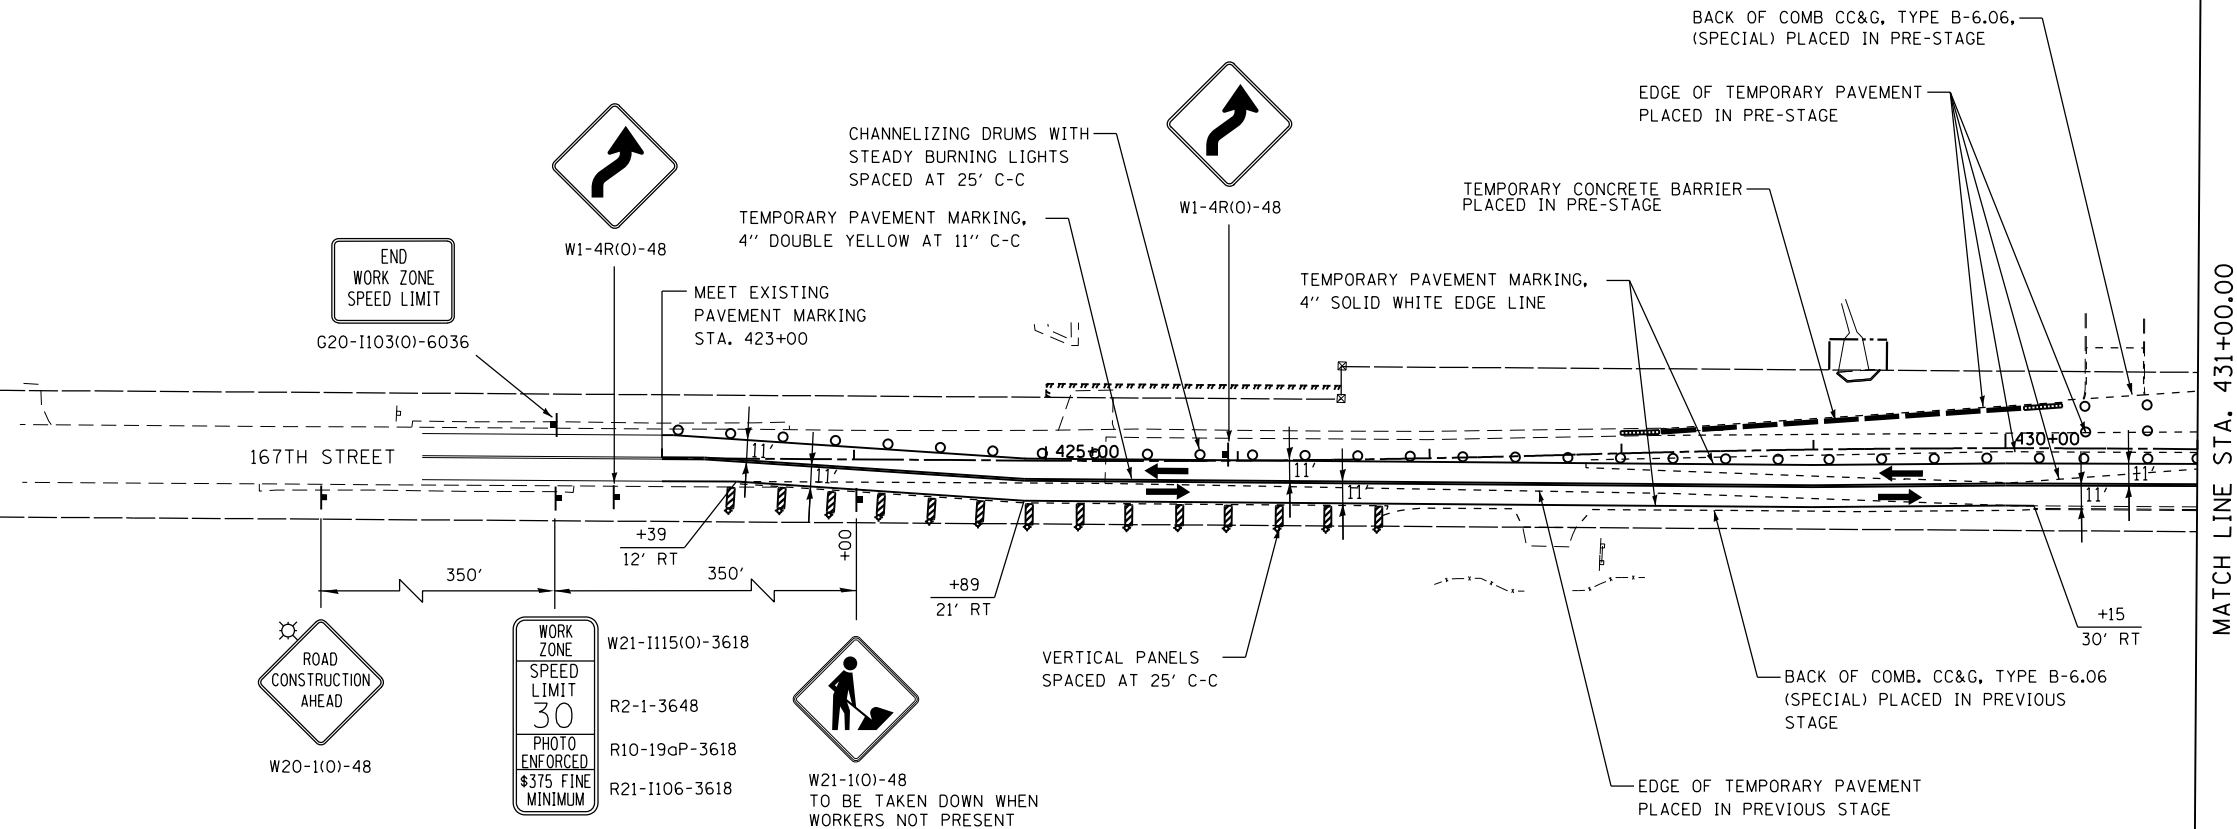 BACK OF COMB CC&G, TYPE B-6.06,
(SPECIAL) PLACED IN PRE-STAGE
EDGE OF TEMPORARY PAVEMENT
PLACED IN PRE-STAGE
CHANNELIZING DRUMS WITH
STEADY BURNING LIGHTS
SPACED AT 25' C-C
TEMPORARY CONCRETE BARRIER
PLACED IN PRE-STAGE
W1-4R(O)-48
TEMPORARY PAVEMENT MARKING,
4'' DOUBLE YELLOW AT 11'' C-C
W1-4R(O)-48
END
WORK ZONE
SPEED LIMIT
G20-I103(O)-6036
MEET EXISTING
PAVEMENT MARKING
STA. 423+00
TEMPORARY PAVEMENT MARKING,
4'' SOLID WHITE EDGE LINE
MATCH LINE STA. 431+00.00
167TH STREET
425+00
430+00
11'
11'
11'
11'
11'
11'
+39
12' RT
+00
+89
21' RT
+15
30' RT
350'
350'
ROAD
CONSTRUCTION
AHEAD
W20-1(O)-48
WORK
ZONE
SPEED
LIMIT
30
PHOTO
ENFORCED
$375 FINE
MINIMUM
W21-I115(O)-3618
R2-1-3648
R10-19aP-3618
R21-I106-3618
W21-1(O)-48
TO BE TAKEN DOWN WHEN
WORKERS NOT PRESENT
VERTICAL PANELS
SPACED AT 25' C-C
BACK OF COMB. CC&G, TYPE B-6.06
(SPECIAL) PLACED IN PREVIOUS
STAGE
EDGE OF TEMPORARY PAVEMENT
PLACED IN PREVIOUS STAGE